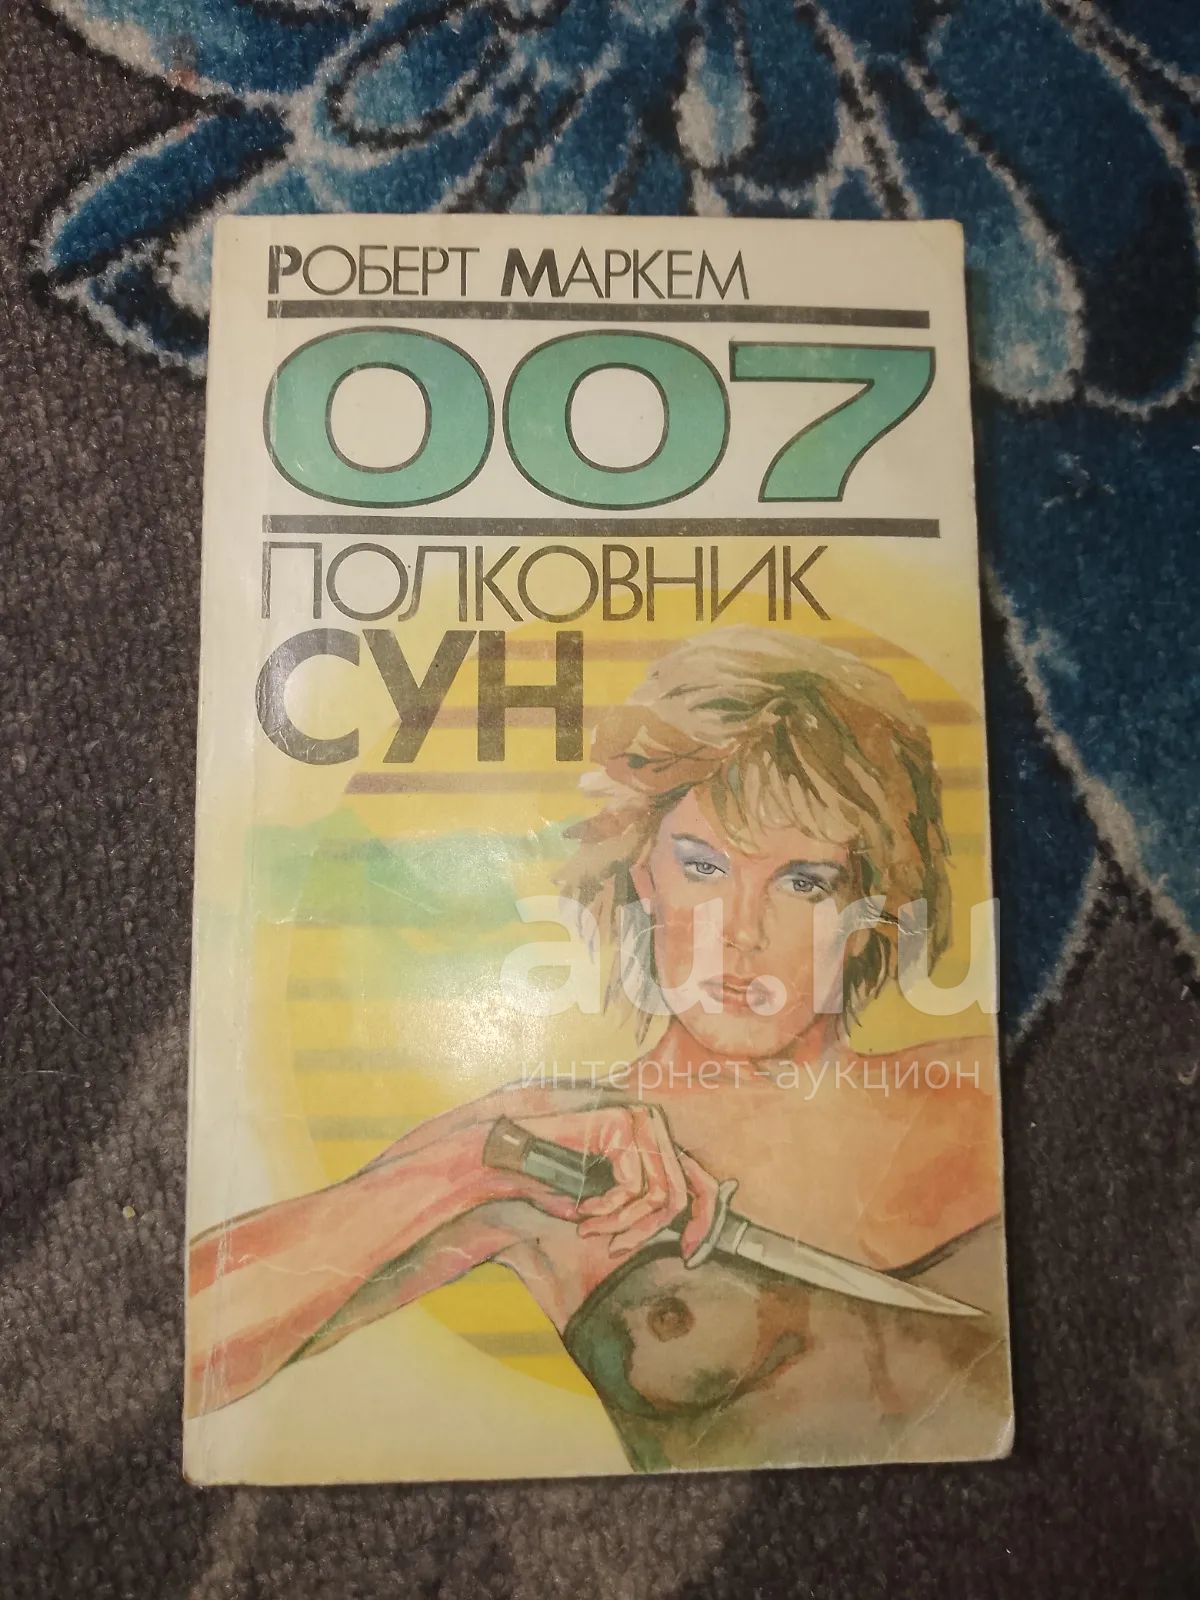 Роберт Маркем
007
ПОЛКОВНИК
СУН
au.ru
интернет-аукцион